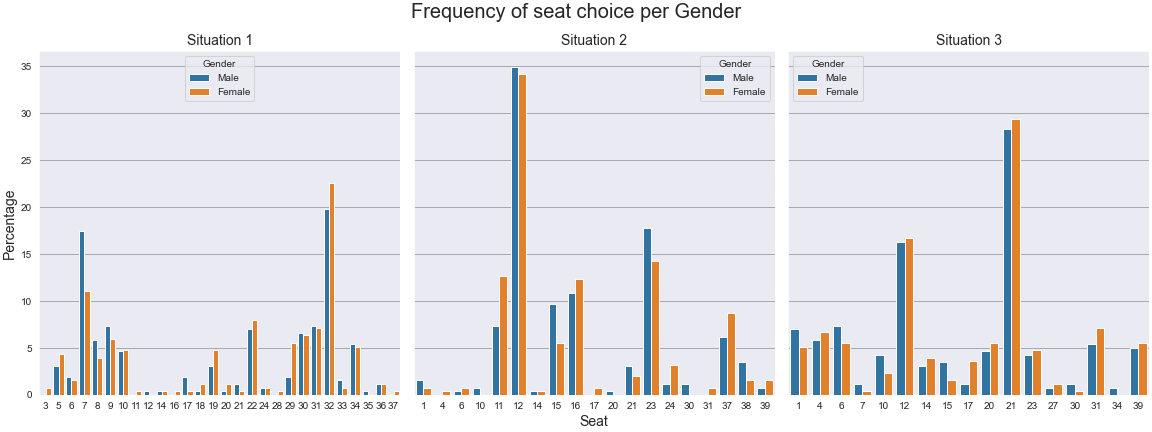 Frequency of seat choice per Gender
Situation 1
Situation 2
Situation 3
Gender
Male
Female
Gender
Male
Female
Gender
Male
Female
35
30
25
20
15
10
5
0
Percentage
3 5 6 7 8 9 10 11 12 14 16 17 18 19 20 21 22 24 28 29 30 31 32 33 34 35 36 37
1 4 6 10 11 12 14 15 16 17 20 21 23 24 30 31 37 38 39
1 4 6 7 10 12 14 15 17 20 21 23 27 30 31 34 39
Seat